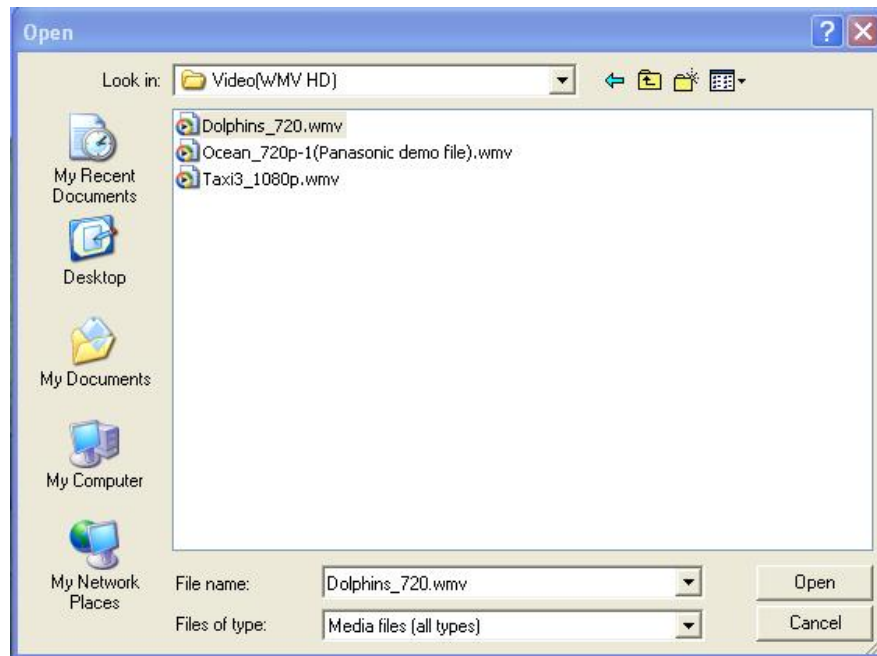 Open
Look in:
Video(WMV HD)
Dolphins_720.wmv
Ocean_720p-1(Panasonic demo file).wmv
Taxi3_1080p.wmv
My Recent
Documents
Desktop
My Documents
My Computer
My Network
Places
File name:
Dolphins_720.wmv
Open
Files of type:
Media files (all types)
Cancel